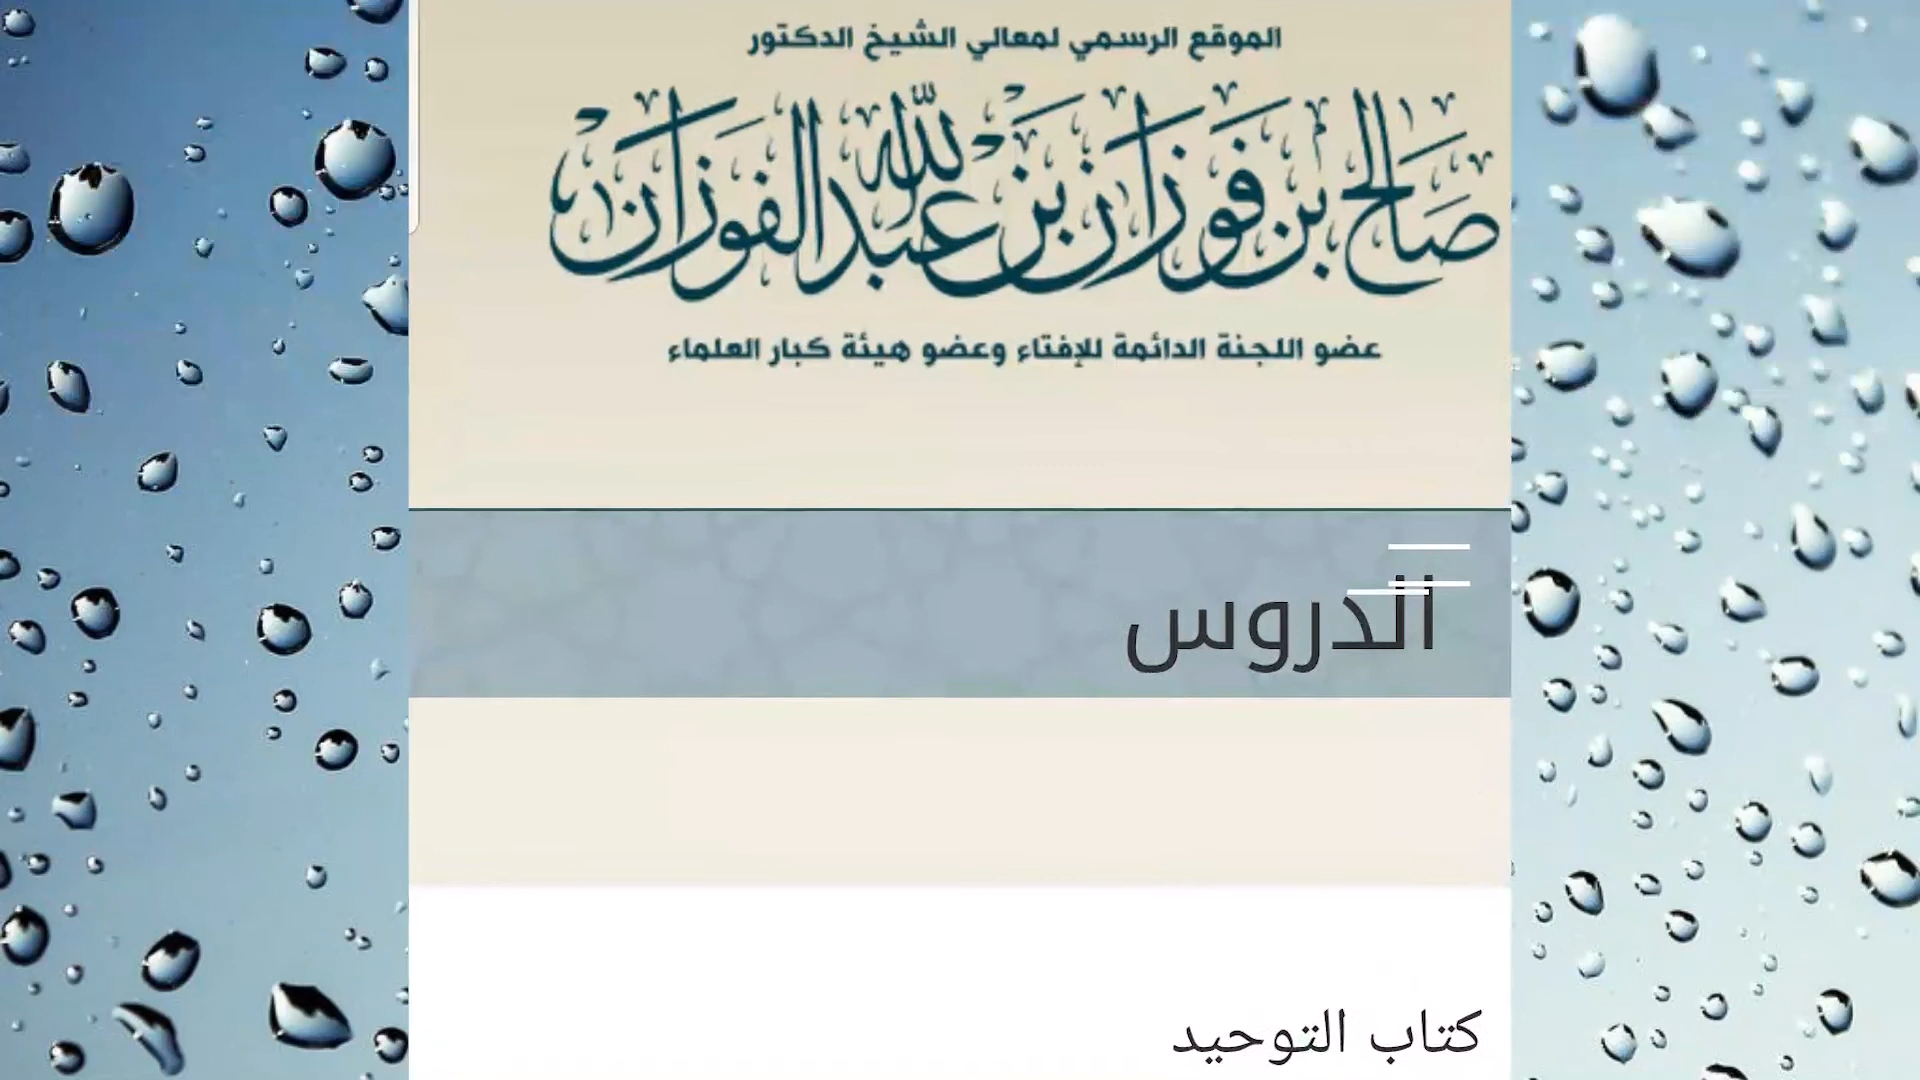 الموقع الرسمي لمعالي الشيخ الدكتور
صالح بن فوزان بن عبدالله الفوزان
عضو اللجنة الدائمة للإفتاء وعضو هيئة كبار العلماء
الدروس
كتاب التوحيد